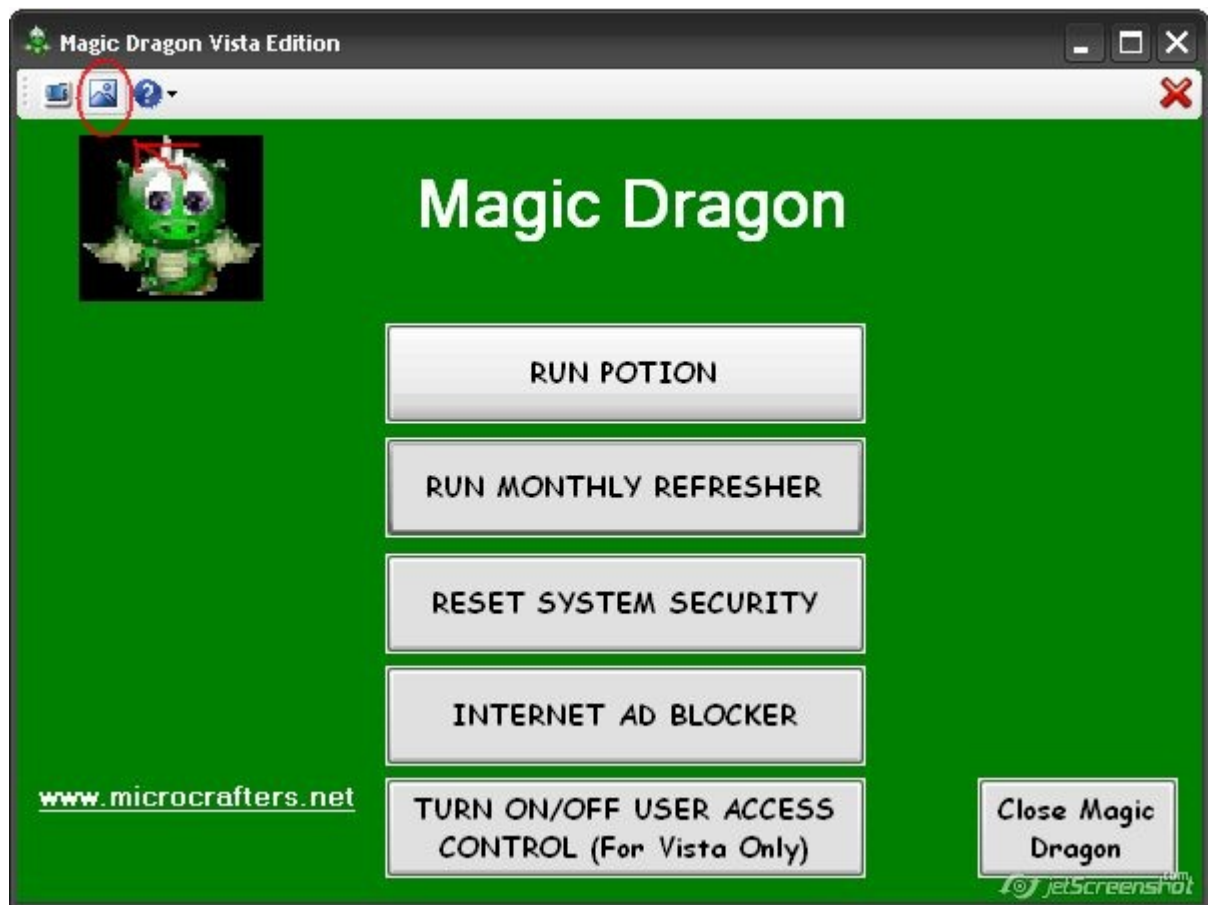 Magic Dragon Vista Edition
Magic Dragon
RUN POTION
RUN MONTHLY REFRESHER
RESET SYSTEM SECURITY
INTERNET AD BLOCKER
www.microcrafters.net
TURN ON/OFF USER ACCESS
CONTROL (For Vista Only)
Close Magic
Dragon
jetScreenshot.com